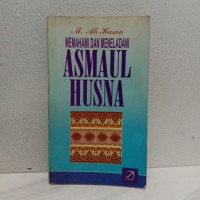 M. Ali Hasan
MEMAHAMI DAN MENELADANI
ASMAUL
HUSNA